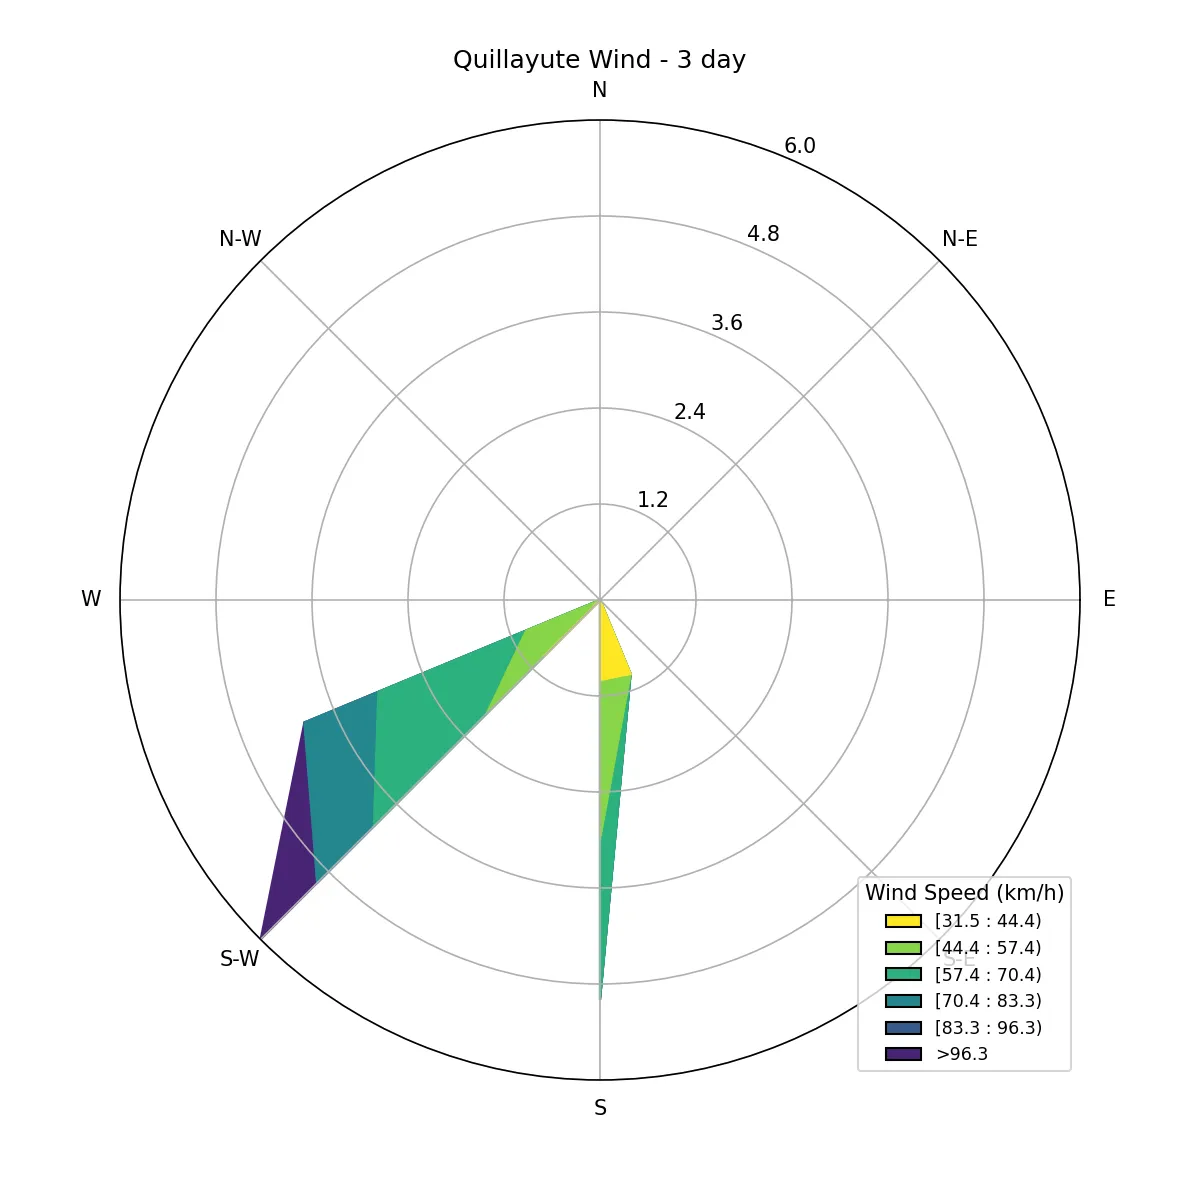 Quillayute Wind - 3 day
N
6.0
N-W
4.8
N-E
3.6
2.4
1.2
W
E
Wind Speed (km/h)
[31.5 : 44.4)
[44.4 : 57.4)
S-W
S-E
[57.4 : 70.4)
[70.4 : 83.3)
[83.3 : 96.3)
>96.3
S